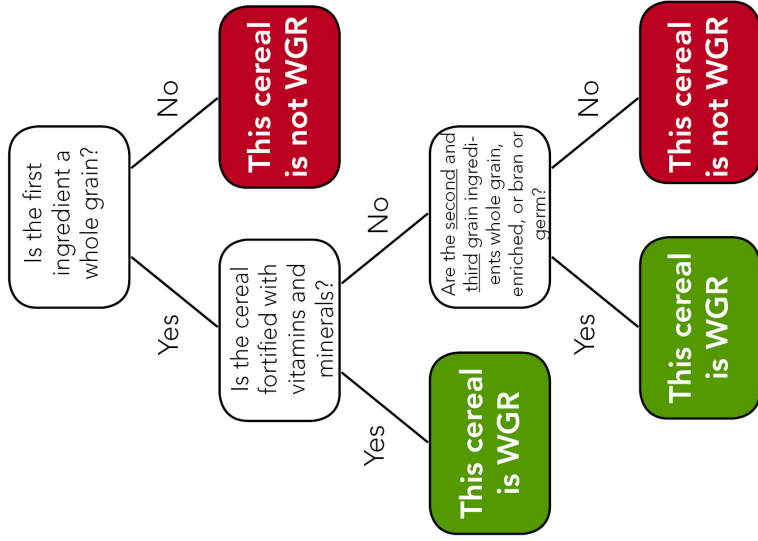 Is the first
ingredient a
whole grain?
Yes
No
Is the cereal
fortified with
vitamins and
minerals?
This cereal
is not WGR
Yes
No
This cereal
is WGR
Are the second and
third grain ingredi-
ents whole grain,
enriched, or bran or
germ?
Yes
No
This cereal
is WGR
This cereal
is not WGR